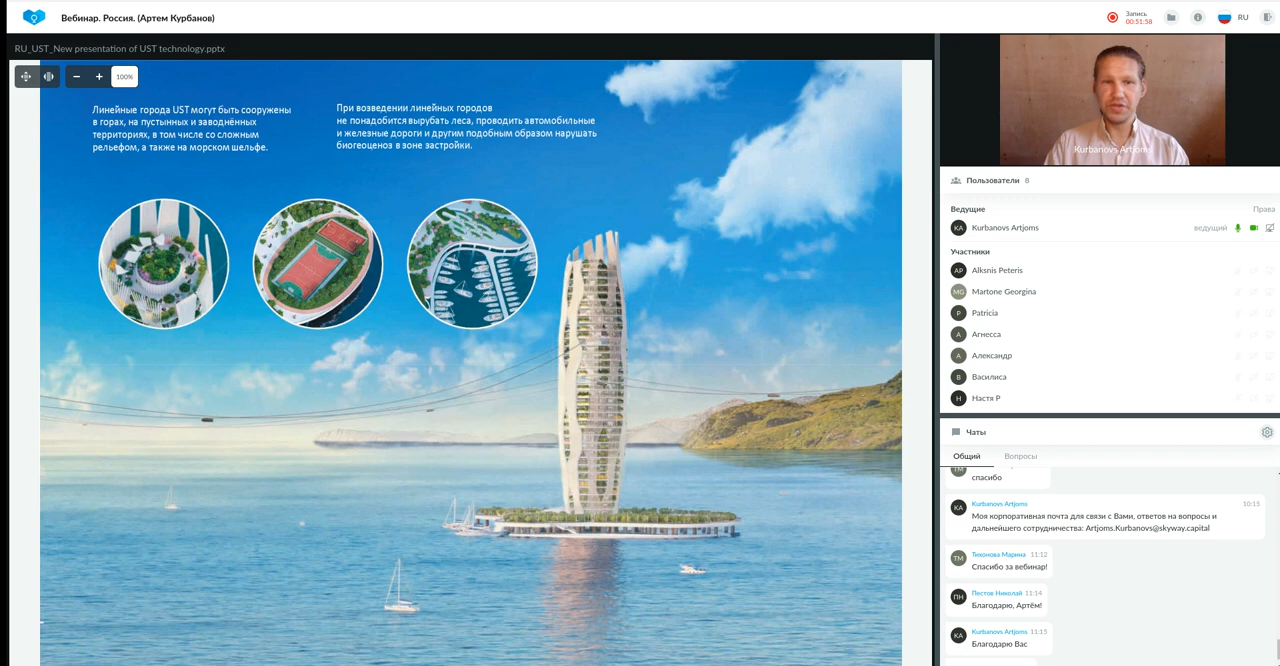 Вебинар. Россия. (Артем Курбанов)
Запись
00:51:58
RU
RU_UST_New presentation of UST technology.pptx
100%
Линейные города UST могут быть сооружены
в горах, на пустынных и заводнённых
территориях, в том числе со сложным
рельефом, а также на морском шельфе.
При возведении линейных городов
не понадобится вырубать леса, проводить автомобильные
и железные дороги и другим подобным образом нарушать
биогеоценоз в зоне застройки.
Kurbanovs Artjoms
Пользователи 8
Ведущие Права
KA Kurbanovs Artjoms ведущий
Участники
AP Alksnis Peteris
MG Martone Georgina
P Patricia
А Агнесса
А Александр
В Василиса
Н Настя Р
Чаты
Общий Вопросы
ТМ
спасибо
KA Kurbanovs Artjoms 10:15
Моя корпоративная почта для связи с Вами, ответов на вопросы и
дальнейшего сотрудничества: Artjoms.Kurbanovs@skyway.capital
ТМ Тихонова Марина 11:12
Спасибо за вебинар!
ПН Пестов Николай 11:14
Благодарю, Артём!
KA Kurbanovs Artjoms 11:15
Благодарю Вас